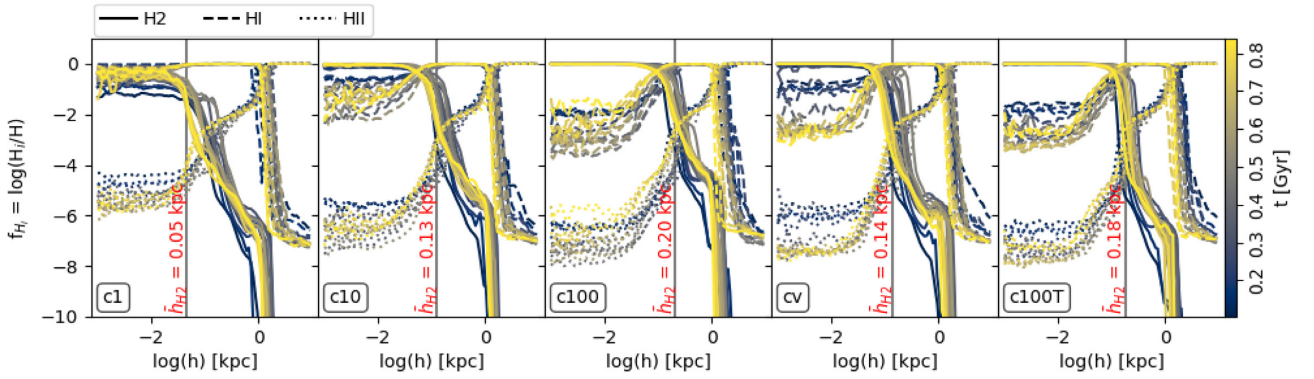 H2 HI HII
f_{H_i} = log(H_i/H)
0
−2
−4
−6
−8
−10
c1
h̄_{H2} = 0.05 kpc
−2 0
log(h) [kpc]
c10
h̄_{H2} = 0.13 kpc
−2 0
log(h) [kpc]
c100
h̄_{H2} = 0.20 kpc
−2 0
log(h) [kpc]
cv
h̄_{H2} = 0.14 kpc
−2 0
log(h) [kpc]
c100T
h̄_{H2} = 0.18 kpc
−2 0
log(h) [kpc]
0.8
0.7
0.6
0.5
0.4
0.3
0.2
t [Gyr]